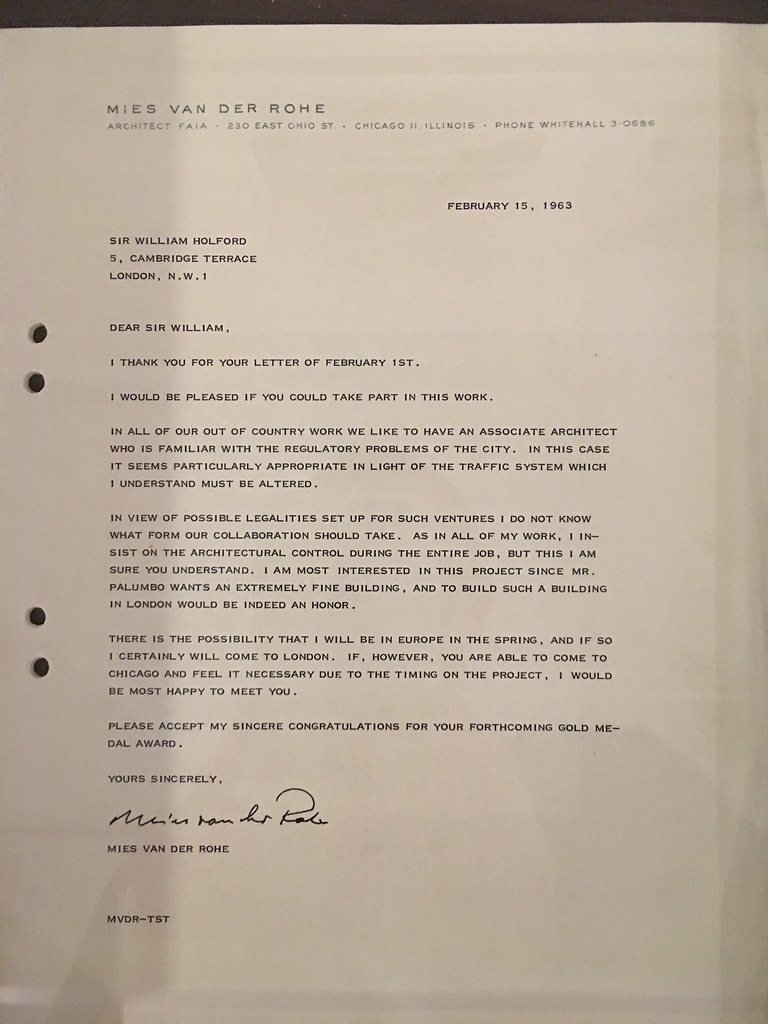 MIES VAN DER ROHE
ARCHITECT FAIA · 230 EAST OHIO ST. · CHICAGO 11, ILLINOIS · PHONE WHITEHALL 3-0686
FEBRUARY 15, 1963
SIR WILLIAM HOLFORD
5, CAMBRIDGE TERRACE
LONDON, N.W.1
DEAR SIR WILLIAM,
I THANK YOU FOR YOUR LETTER OF FEBRUARY 1ST.
I WOULD BE PLEASED IF YOU COULD TAKE PART IN THIS WORK.
IN ALL OF OUR OUT OF COUNTRY WORK WE LIKE TO HAVE AN ASSOCIATE ARCHITECT
WHO IS FAMILIAR WITH THE REGULATORY PROBLEMS OF THE CITY. IN THIS CASE
IT SEEMS PARTICULARLY APPROPRIATE IN LIGHT OF THE TRAFFIC SYSTEM WHICH
I UNDERSTAND MUST BE ALTERED.
IN VIEW OF POSSIBLE LEGALITIES SET UP FOR SUCH VENTURES I DO NOT KNOW
WHAT FORM OUR COLLABORATION SHOULD TAKE. AS IN ALL OF MY WORK, I IN-
SIST ON THE ARCHITECTURAL CONTROL DURING THE ENTIRE JOB, BUT THIS I AM
SURE YOU UNDERSTAND. I AM MOST INTERESTED IN THIS PROJECT SINCE MR.
PALUMBO WANTS AN EXTREMELY FINE BUILDING, AND TO BUILD SUCH A BUILDING
IN LONDON WOULD BE INDEED AN HONOR.
THERE IS THE POSSIBILITY THAT I WILL BE IN EUROPE IN THE SPRING, AND IF SO
I CERTAINLY WILL COME TO LONDON. IF, HOWEVER, YOU ARE ABLE TO COME TO
CHICAGO AND FEEL IT NECESSARY DUE TO THE TIMING ON THE PROJECT, I WOULD
BE MOST HAPPY TO MEET YOU.
PLEASE ACCEPT MY SINCERE CONGRATULATIONS FOR YOUR FORTHCOMING GOLD ME-
DAL AWARD.
YOURS SINCERELY,
Mies van der Rohe
MIES VAN DER ROHE
MVDR-TST